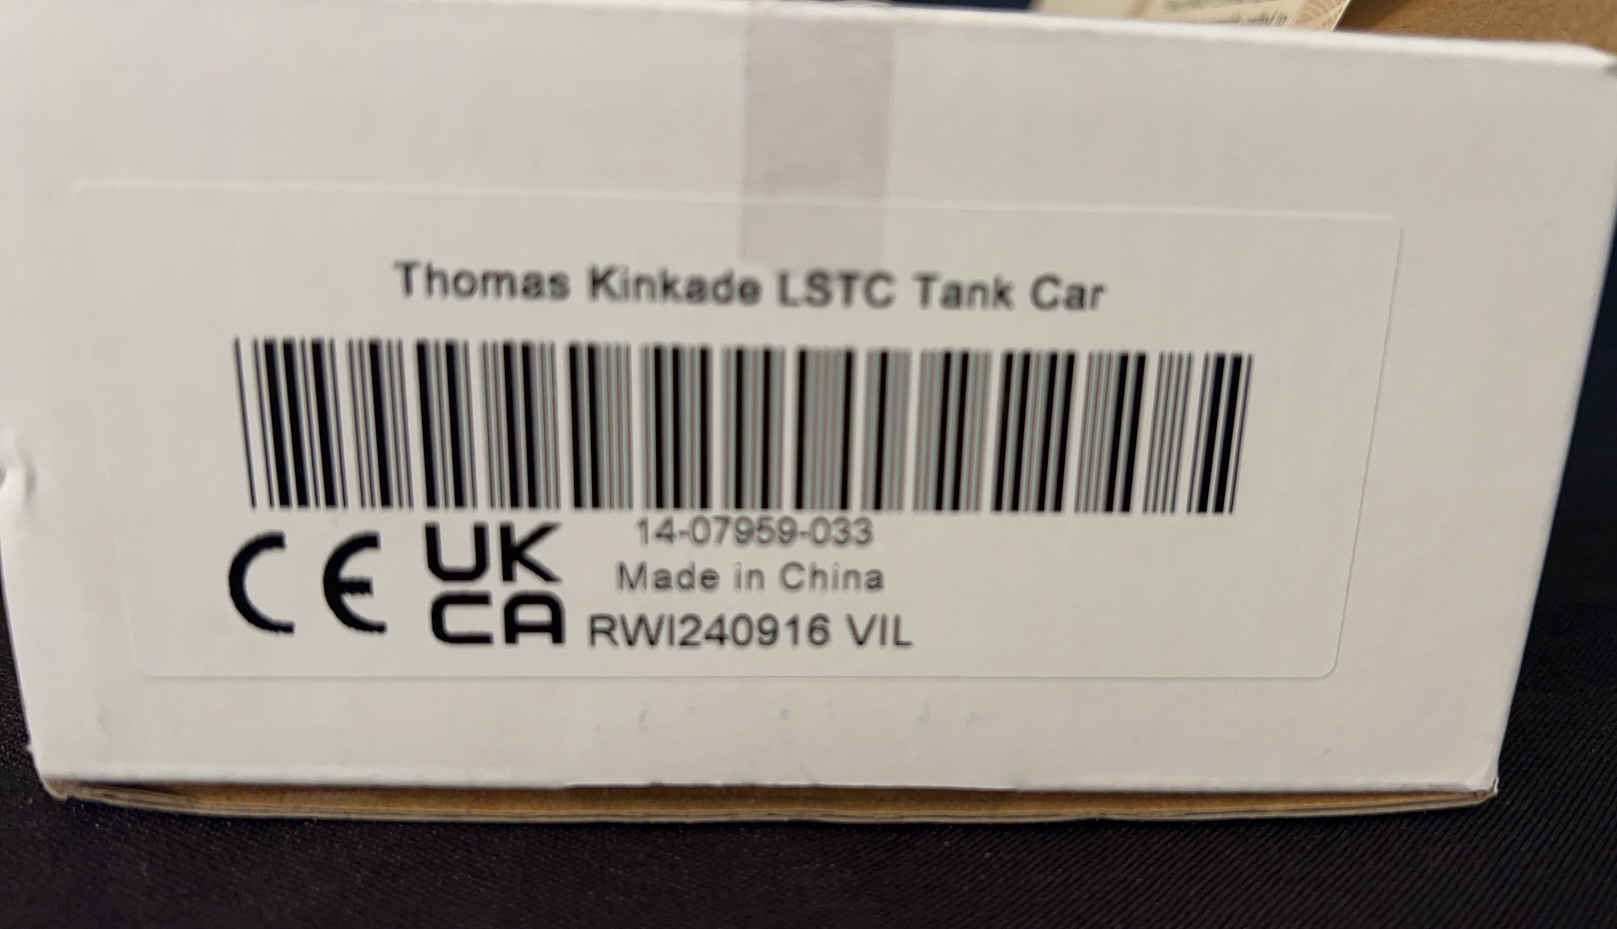 Thomas Kinkade LSTC Tank Car
14-07959-033
Made in China
CE UK CA RWI240916 VIL